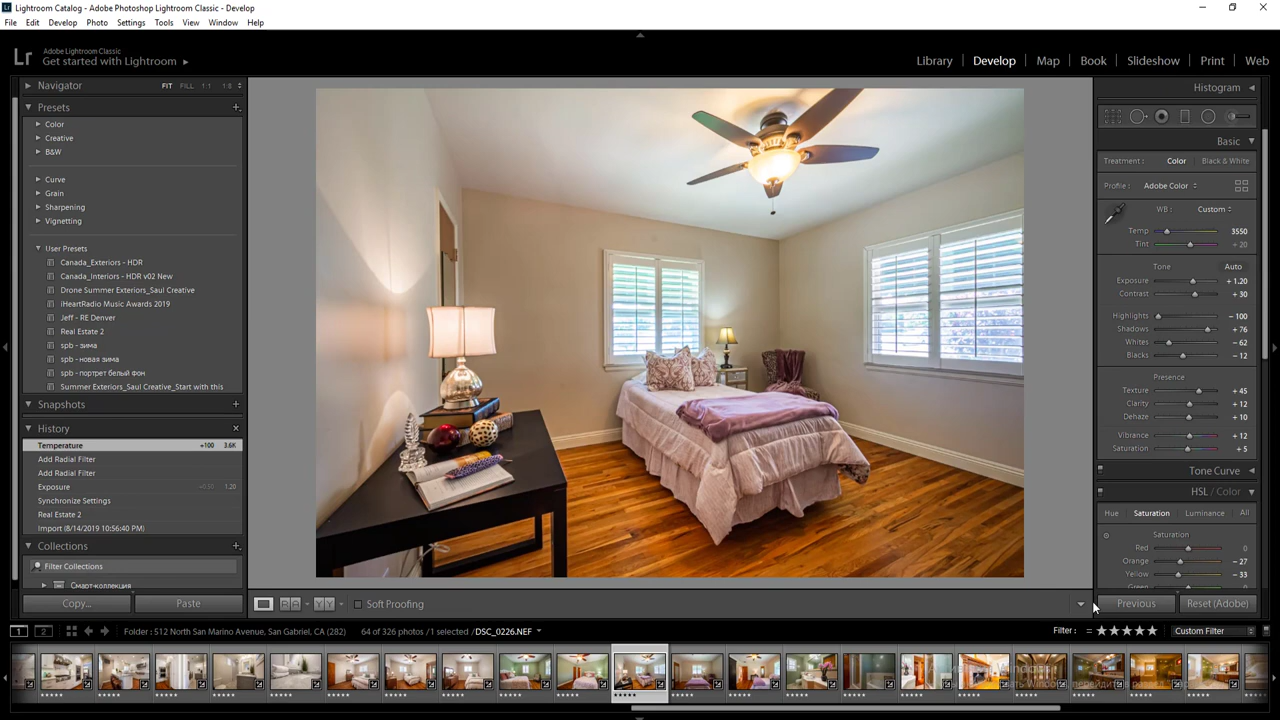 Lightroom Catalog - Adobe Photoshop Lightroom Classic - Develop
File Edit Develop Photo Settings Tools View Window Help
Lr Adobe Lightroom Classic
Get started with Lightroom
Library | Develop | Map | Book | Slideshow | Print | Web
Navigator FIT FILL 1:1 1:8
Presets
Color
Creative
B&W
Curve
Grain
Sharpening
Vignetting
User Presets
Canada_Exteriors - HDR
Canada_Interiors - HDR v02 New
Drone Summer Exteriors_Saul Creative
iHeartRadio Music Awards 2019
Jeff - RE Denver
Real Estate 2
spb - зима
spb - новая зима
spb - портрет белый фон
Summer Exteriors_Saul Creative_Start with this
Snapshots
History
Temperature +100 3.6K
Add Radial Filter
Add Radial Filter
Exposure +0.50 1.20
Synchronize Settings
Real Estate 2
Import (8/14/2019 10:56:40 PM)
Collections
Filter Collections
Смарт-коллекция
Copy... Paste
Soft Proofing
Histogram
Basic
Treatment : Color Black & White
Profile : Adobe Color
WB : Custom
Temp 3550
Tint + 20
Tone Auto
Exposure + 1.20
Contrast + 30
Highlights − 100
Shadows + 76
Whites − 62
Blacks − 12
Presence
Texture + 45
Clarity + 12
Dehaze + 10
Vibrance + 12
Saturation + 5
Tone Curve
HSL / Color
Hue Saturation Luminance All
Saturation
Red 0
Orange − 27
Yellow − 33
Previous Reset (Adobe)
1 2 Folder : 512 North San Marino Avenue, San Gabriel, CA (282) 64 of 326 photos / 1 selected / DSC_0226.NEF Filter : Custom Filter